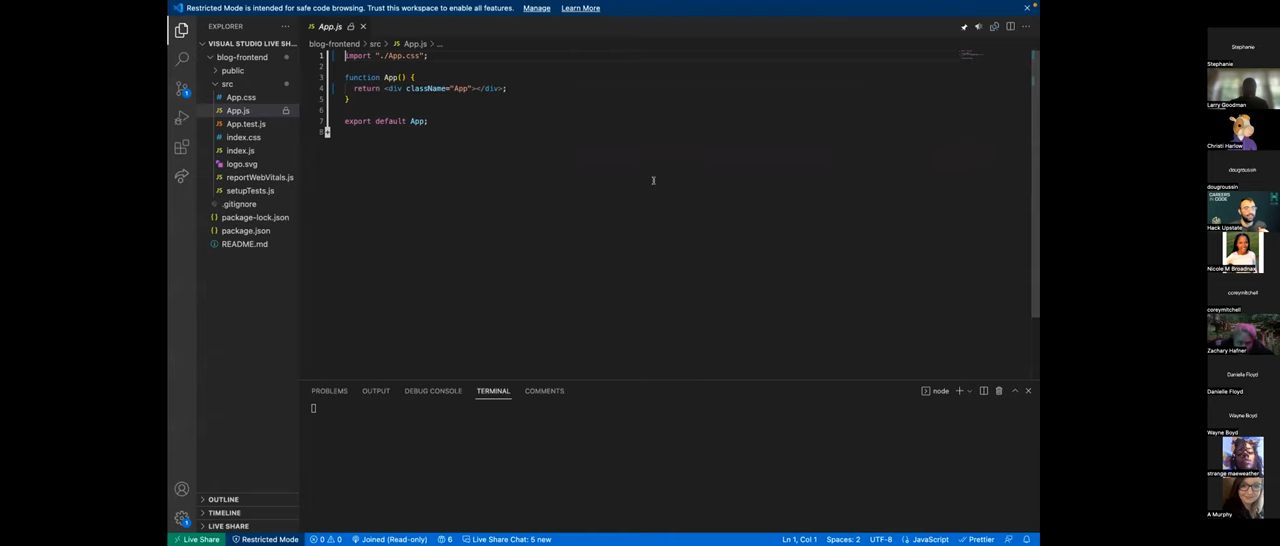 Restricted Mode is intended for safe code browsing. Trust this workspace to enable all features. Manage Learn More
EXPLORER
VISUAL STUDIO LIVE SH...
blog-frontend
public
src
App.css
App.js
App.test.js
index.css
index.js
logo.svg
reportWebVitals.js
setupTests.js
.gitignore
package-lock.json
package.json
README.md
OUTLINE
TIMELINE
LIVE SHARE
App.js
blog-frontend > src > App.js > ...
1 import "./App.css";
2
3 function App() {
4 return <div className="App"></div>;
5 }
6
7 export default App;
8
PROBLEMS OUTPUT DEBUG CONSOLE TERMINAL COMMENTS
node
Live Share Restricted Mode 0 0 Joined (Read-only) 6 Live Share Chat: 5 new Ln 1, Col 1 Spaces: 2 UTF-8 JavaScript Prettier
Stephanie
Stephanie
Larry Goodman
Christi Harlow
dougroussin
dougroussin
CAREERS
IN CODE
Hack Upstate
Nicole M Broadnax
coreymitchell
coreymitchell
Zachary Hafner
Danielle Floyd
Danielle Floyd
Wayne Boyd
Wayne Boyd
strange maeweather
A Murphy